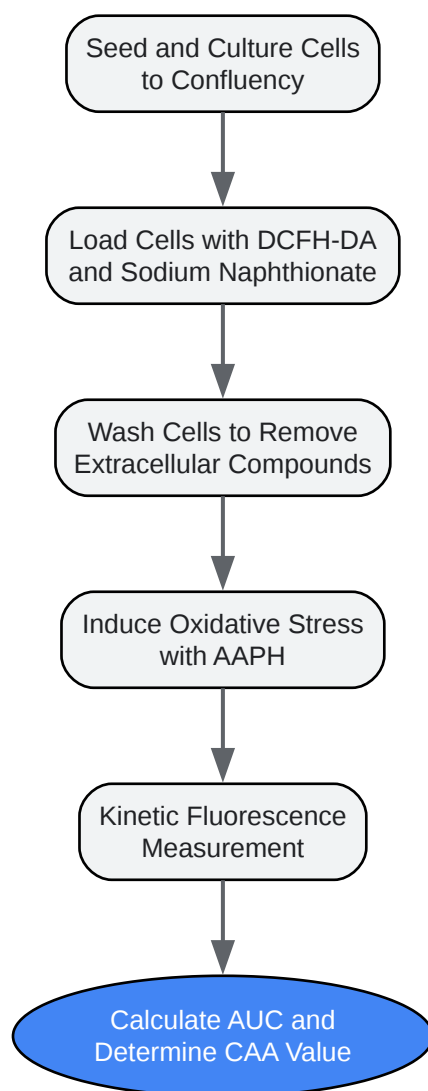 Seed and Culture Cells
to Confluency
Load Cells with DCFH-DA
and Sodium Naphthionate
Wash Cells to Remove
Extracellular Compounds
Induce Oxidative Stress
with AAPH
Kinetic Fluorescence
Measurement
Calculate AUC and
Determine CAA Value